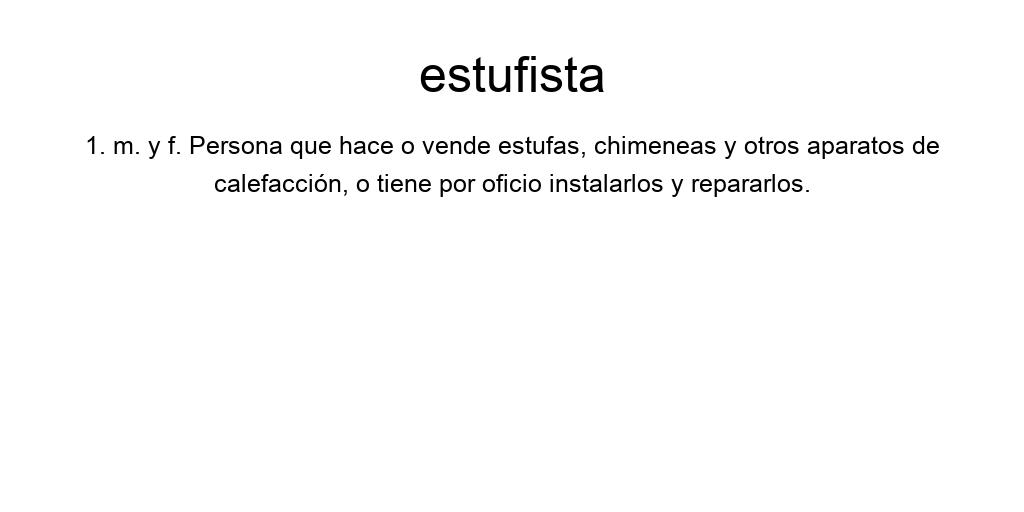 estufista
1. m. y f. Persona que hace o vende estufas, chimeneas y otros aparatos de
calefacción, o tiene por oficio instalarlos y repararlos.